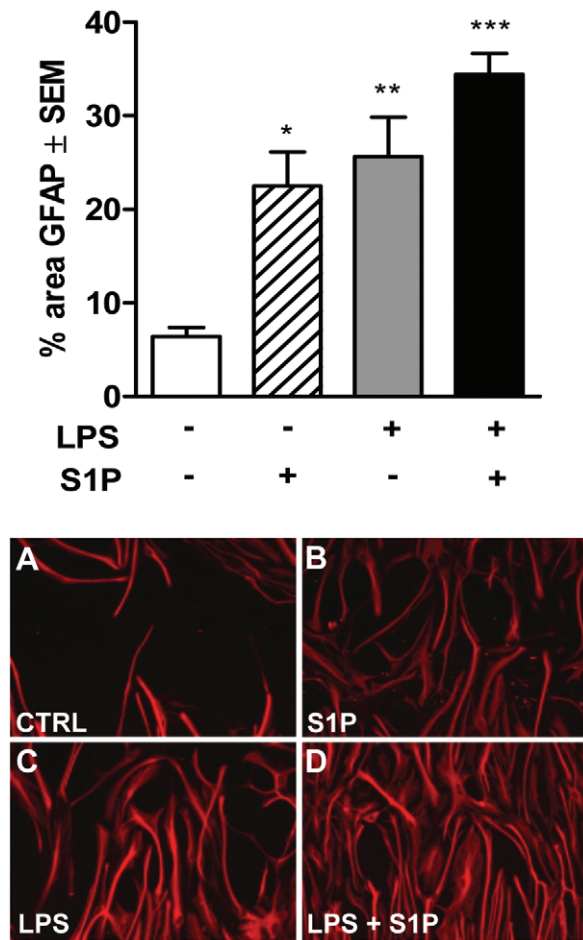 % area GFAP ± SEM
40
***
30
**
*
20
10
0
LPS - - + +
S1P - + - +
A
B
CTRL
S1P
C
D
LPS
LPS + S1P